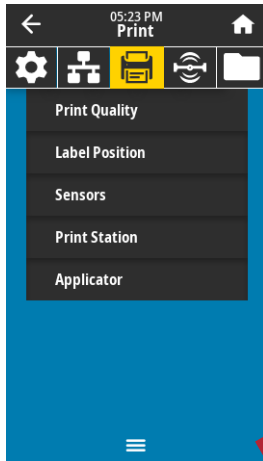 05:23 PM
Print
Print Quality
Label Position
Sensors
Print Station
Applicator